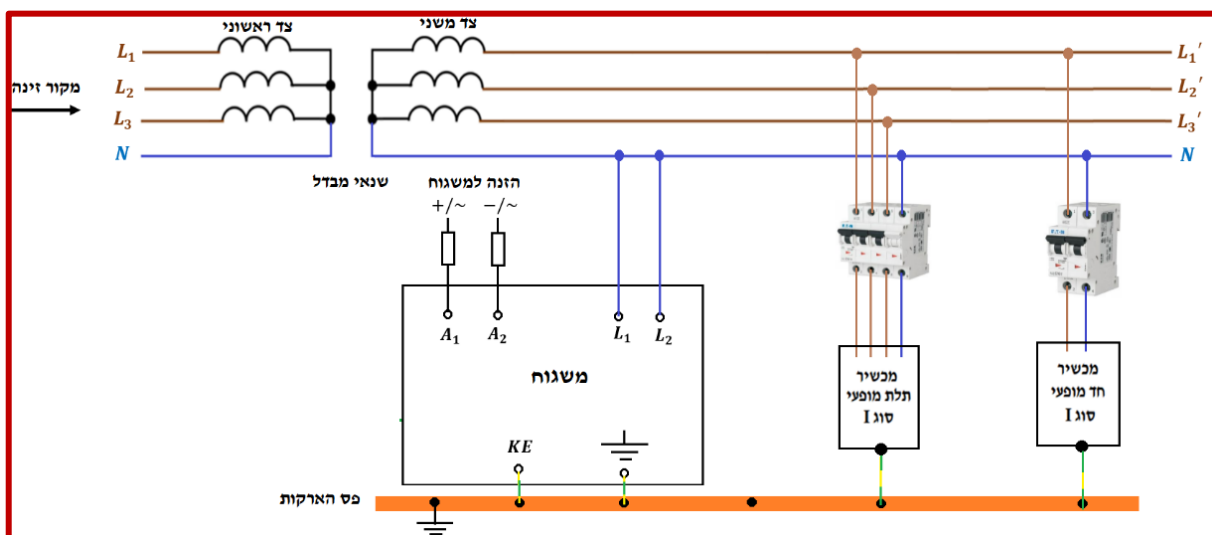 צד ראשוני
צד משני
L₁
L₁′
מקור זינה
L₂
L₂′
L₃
L₃′
N
N
שנאי מבדל
הזנה למשגוח
+/~
−/~
A₁
A₂
L₁
L₂
משגוח
KE
מכשיר
תלת מופעי
סוג I
מכשיר
חד מופעי
סוג I
פס הארקות